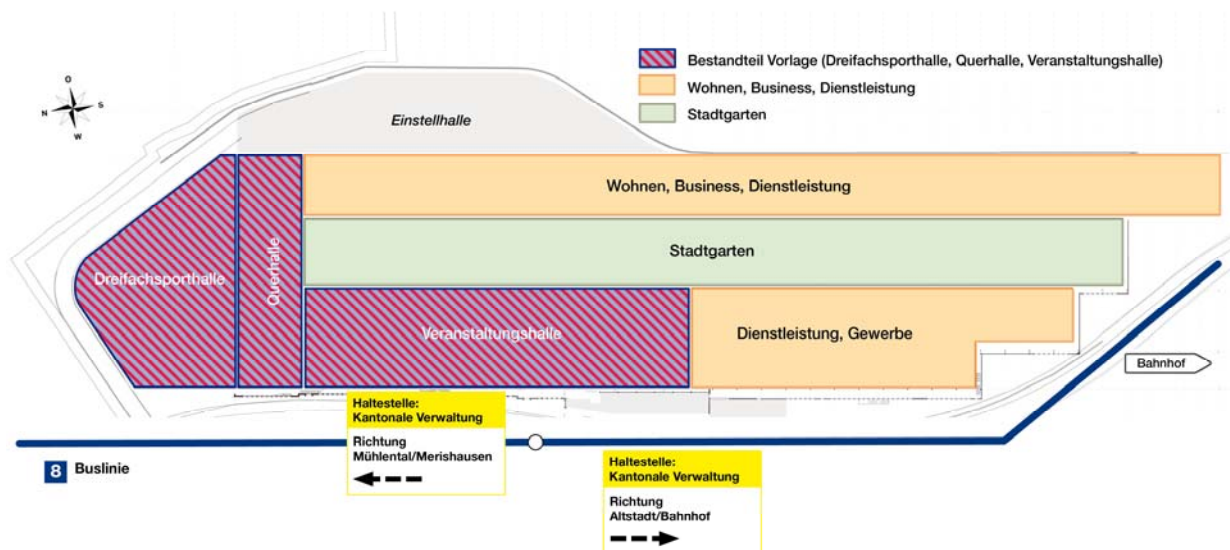 Bestandteil Vorlage (Dreifachsporthalle, Querhalle, Veranstaltungshalle)
Wohnen, Business, Dienstleistung
Stadtgarten
O
N
S
W
Einstellhalle
Wohnen, Business, Dienstleistung
Stadtgarten
Dreifachsporthalle
Querhalle
Veranstaltungshalle
Dienstleistung, Gewerbe
Bahnhof
Haltestelle:
Kantonale Verwaltung
Richtung
Mühlental/Merishausen
8 Buslinie
Haltestelle:
Kantonale Verwaltung
Richtung
Altstadt/Bahnhof